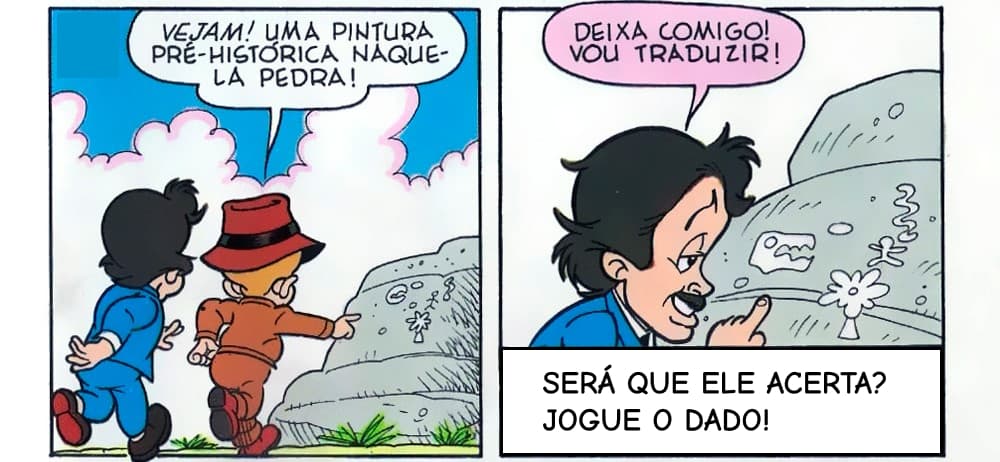 VEJAM! UMA PINTURA
PRÉ-HISTÓRICA NAQUE-
LA PEDRA!
DEIXA COMIGO!
VOU TRADUZIR!
SERÁ QUE ELE ACERTA?
JOGUE O DADO!